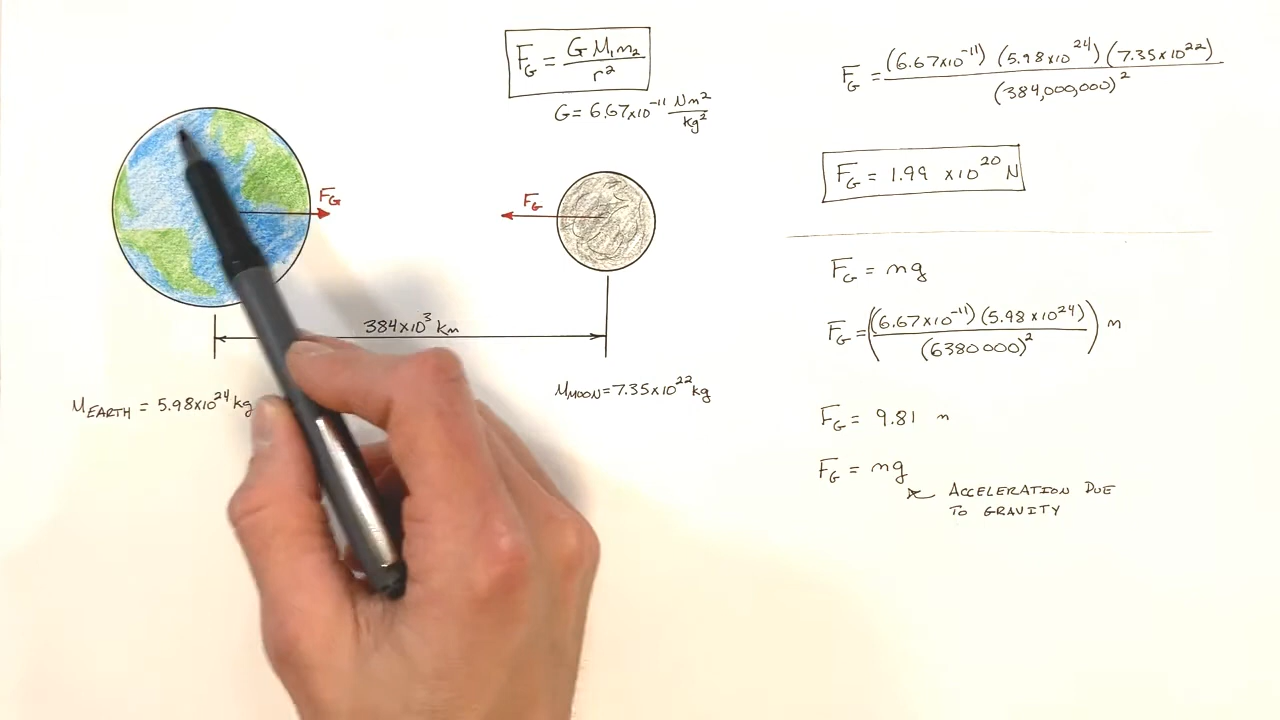 F_G = G M₁m₂ / r²
G = 6.67x10⁻¹¹ Nm² / kg²
F_G
F_G
384x10³ km
M_EARTH = 5.98x10²⁴ kg
M_MOON = 7.35x10²² kg
F_G = (6.67x10⁻¹¹) (5.98x10²⁴) (7.35x10²²) / (384,000,000)²
F_G = 1.99 x10²⁰ N
F_G = mg
F_G = ((6.67x10⁻¹¹) (5.98x10²⁴) / (6380000)²) m
F_G = 9.81 m
F_G = mg
ACCELERATION DUE
TO GRAVITY